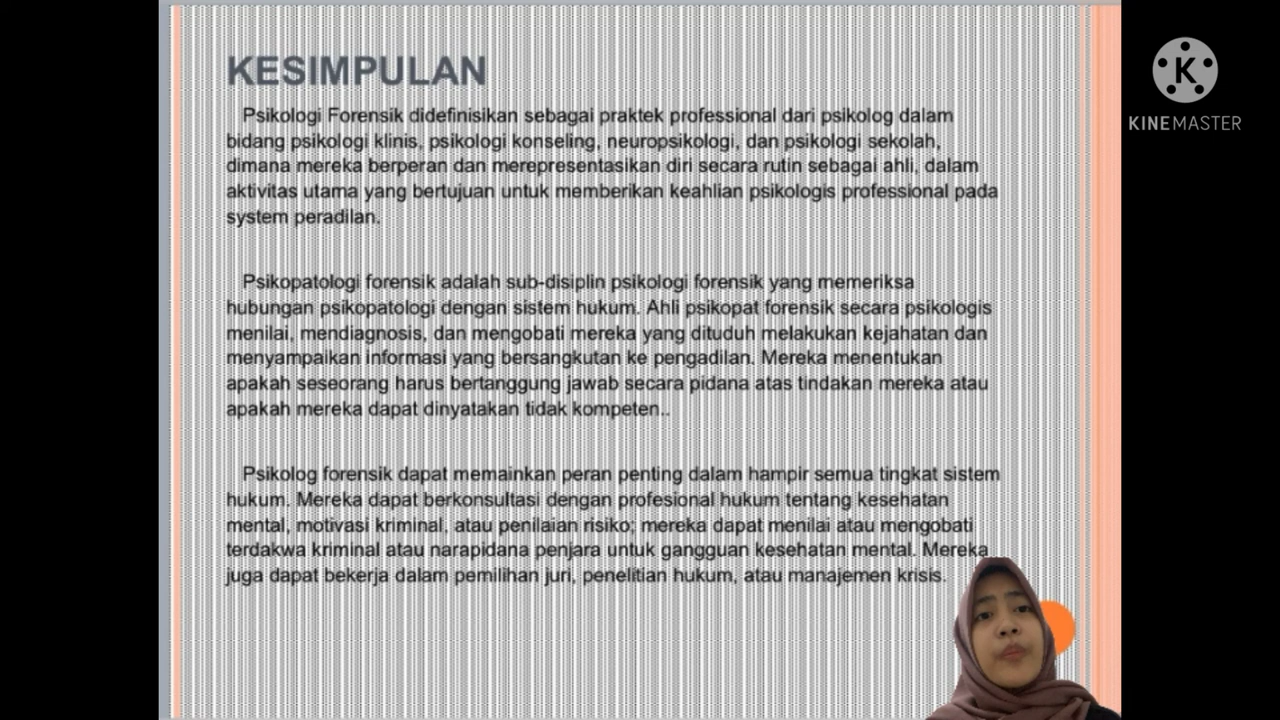 KESIMPULAN
Psikologi Forensik didefinisikan sebagai praktek professional dari psikolog dalam
bidang psikologi klinis, psikologi konseling, neuropsikologi, dan psikologi sekolah,
dimana mereka berperan dan merepresentasikan diri secara rutin sebagai ahli, dalam
aktivitas utama yang bertujuan untuk memberikan keahlian psikologis professional pada
system peradilan.
Psikopatologi forensik adalah sub-disiplin psikologi forensik yang memeriksa
hubungan psikopatologi dengan sistem hukum. Ahli psikopat forensik secara psikologis
menilai, mendiagnosis, dan mengobati mereka yang dituduh melakukan kejahatan dan
menyampaikan informasi yang bersangkutan ke pengadilan. Mereka menentukan
apakah seseorang harus bertanggung jawab secara pidana atas tindakan mereka atau
apakah mereka dapat dinyatakan tidak kompeten..
Psikolog forensik dapat memainkan peran penting dalam hampir semua tingkat sistem
hukum. Mereka dapat berkonsultasi dengan profesional hukum tentang kesehatan
mental, motivasi kriminal, atau penilaian risiko; mereka dapat menilai atau mengobati
terdakwa kriminal atau narapidana penjara untuk gangguan kesehatan mental. Mereka
juga dapat bekerja dalam pemilihan juri, penelitian hukum, atau manajemen krisis.
K
KINEMASTER